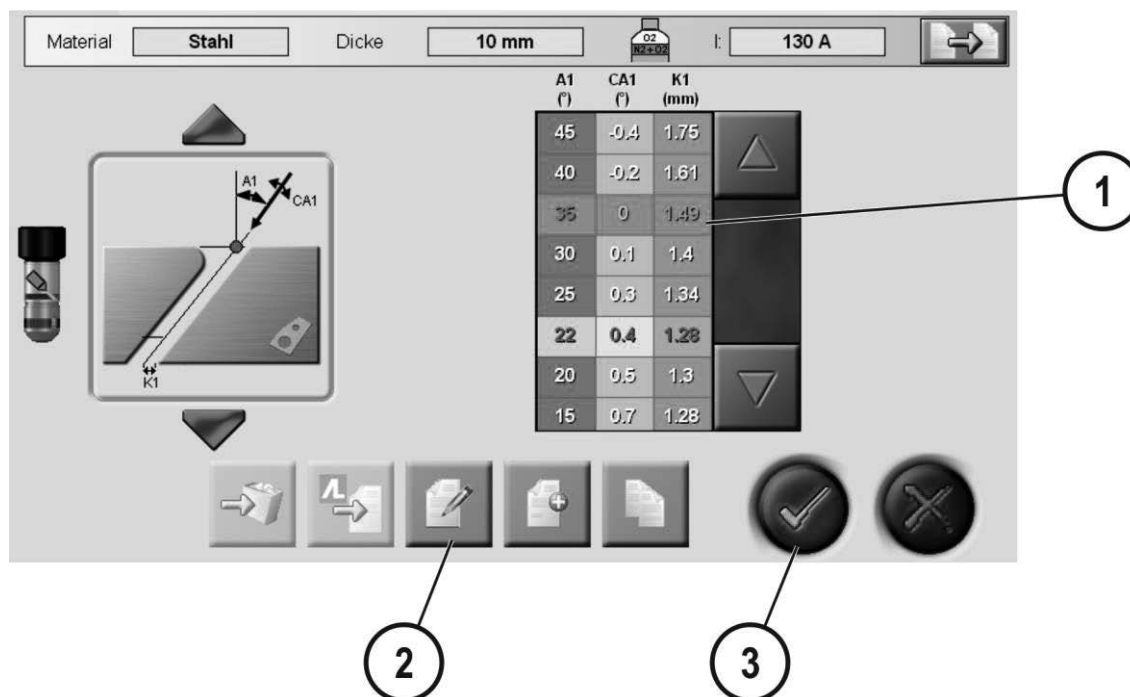 Material Stahl Dicke 10 mm O2 N2+O2 I: 130 A
A1 CA1 K1
(°) (°) (mm)
45 -0.4 1.75
40 -0.2 1.61
35 0 1.49
30 0.1 1.4
25 0.3 1.34
22 0.4 1.28
20 0.5 1.3
15 0.7 1.28
A1
CA1
K1
1
2
3